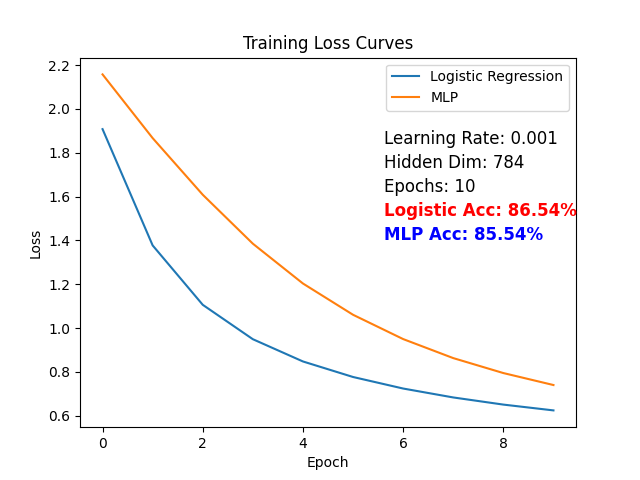 Training Loss Curves
Logistic Regression
MLP
Learning Rate: 0.001
Hidden Dim: 784
Epochs: 10
Logistic Acc: 86.54%
MLP Acc: 85.54%
Loss
2.2
2.0
1.8
1.6
1.4
1.2
1.0
0.8
0.6
0 2 4 6 8
Epoch